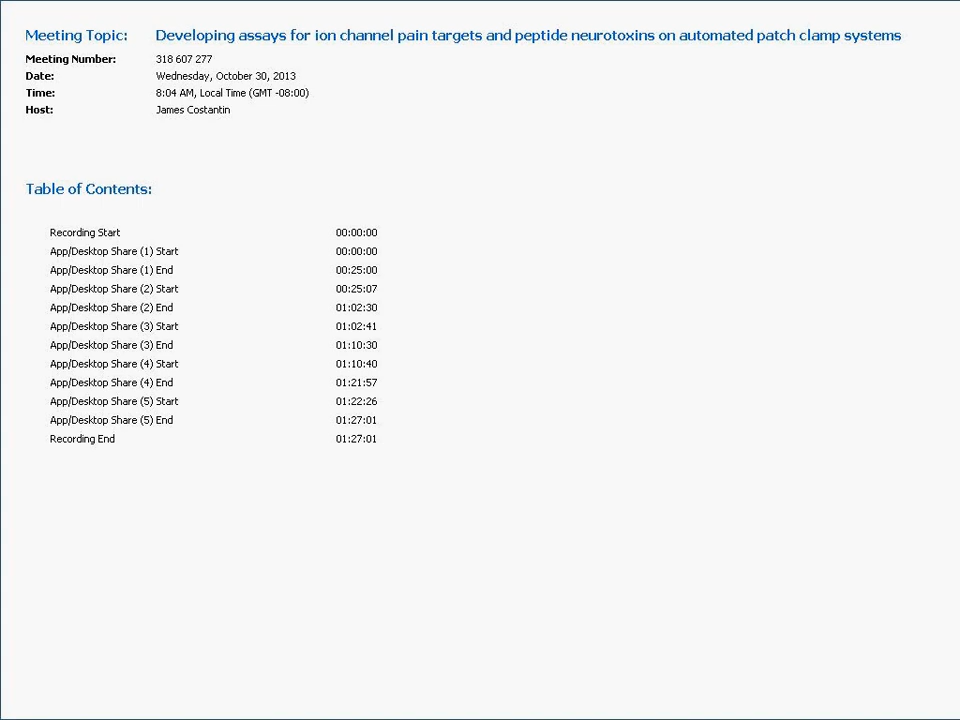 Meeting Topic: Developing assays for ion channel pain targets and peptide neurotoxins on automated patch clamp systems
Meeting Number: 318 607 277
Date: Wednesday, October 30, 2013
Time: 8:04 AM, Local Time (GMT -08:00)
Host: James Costantin
Table of Contents:
Recording Start 00:00:00
App/Desktop Share (1) Start 00:00:00
App/Desktop Share (1) End 00:25:00
App/Desktop Share (2) Start 00:25:07
App/Desktop Share (2) End 01:02:30
App/Desktop Share (3) Start 01:02:41
App/Desktop Share (3) End 01:10:30
App/Desktop Share (4) Start 01:10:40
App/Desktop Share (4) End 01:21:57
App/Desktop Share (5) Start 01:22:26
App/Desktop Share (5) End 01:27:01
Recording End 01:27:01